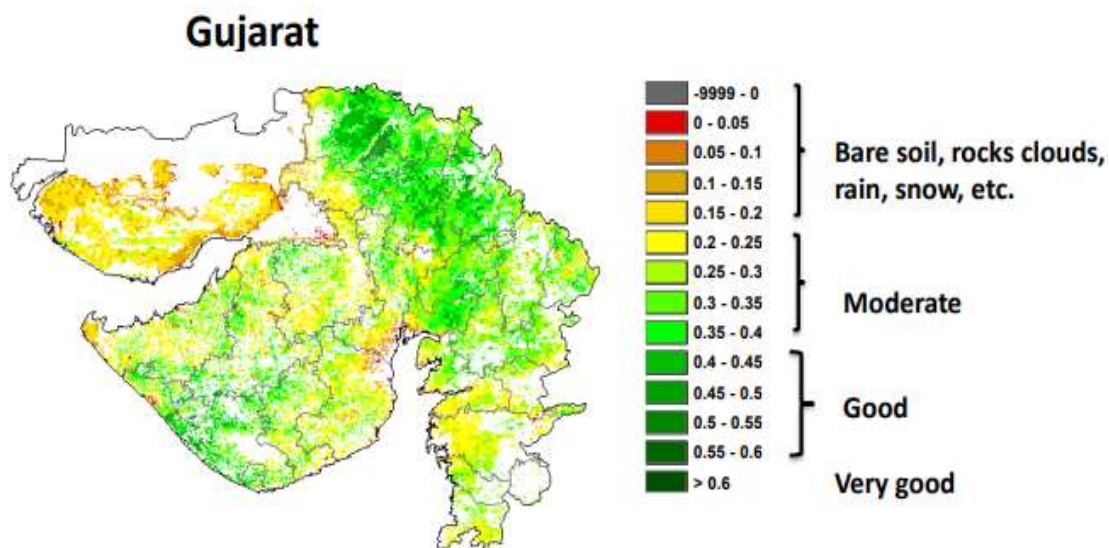 Gujarat
-9999 - 0
0 - 0.05
0.05 - 0.1
0.1 - 0.15
0.15 - 0.2
0.2 - 0.25
0.25 - 0.3
0.3 - 0.35
0.35 - 0.4
0.4 - 0.45
0.45 - 0.5
0.5 - 0.55
0.55 - 0.6
> 0.6
Bare soil, rocks clouds,
rain, snow, etc.
Moderate
Good
Very good